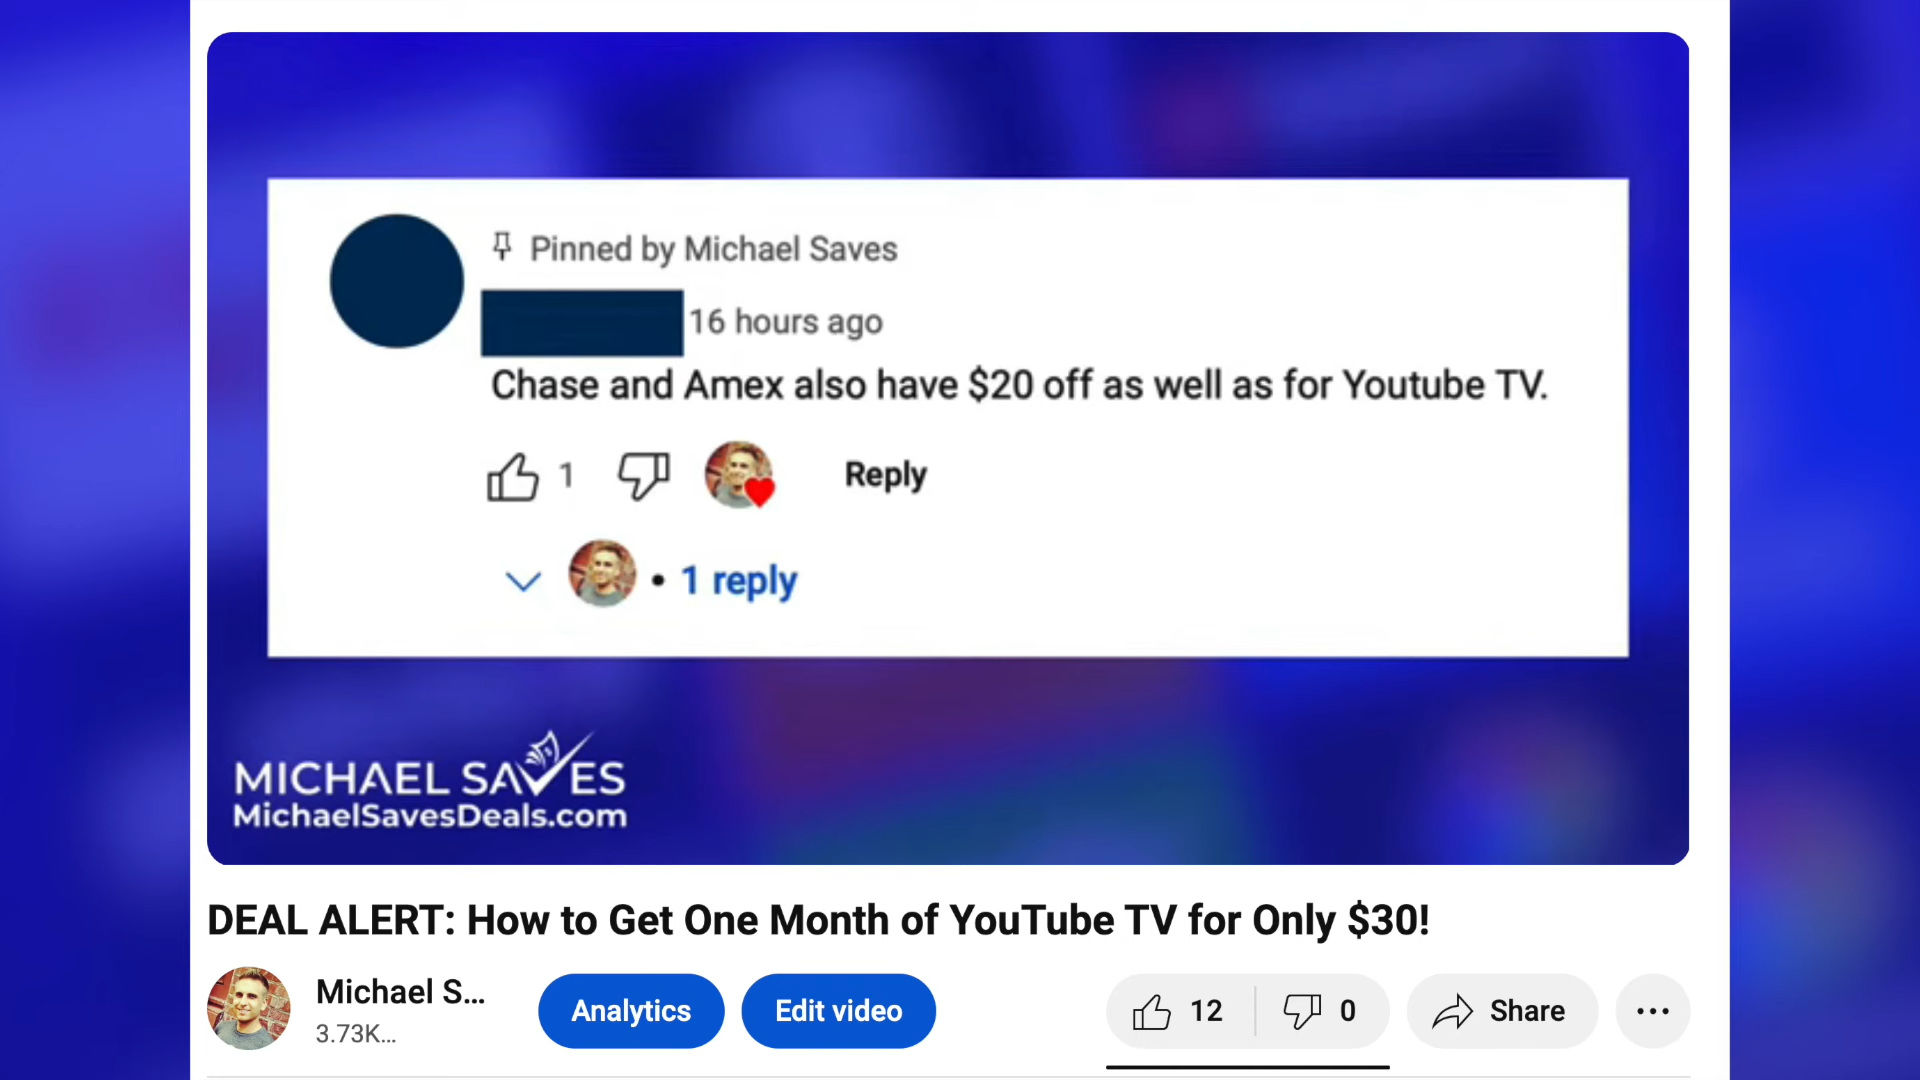 Pinned by Michael Saves
16 hours ago
Chase and Amex also have $20 off as well as for Youtube TV.
1
Reply
• 1 reply
MICHAEL SAVES
MichaelSavesDeals.com
DEAL ALERT: How to Get One Month of YouTube TV for Only $30!
Michael S...
3.73K...
Analytics
Edit video
12
0
Share